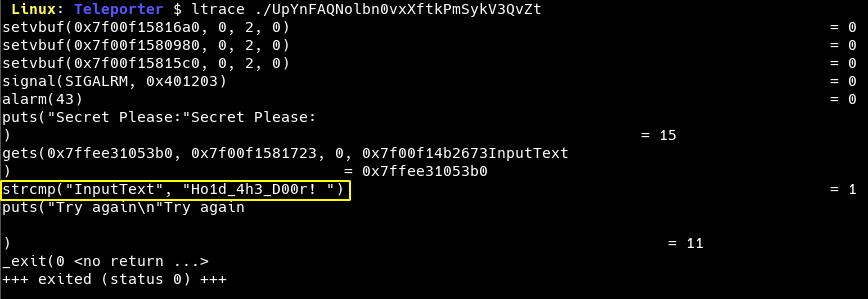 Linux: Teleporter $ ltrace ./UpYnFAQNolbn0vxXftkPmSykV3QvZt
setvbuf(0x7f00f15816a0, 0, 2, 0) = 0
setvbuf(0x7f00f1580980, 0, 2, 0) = 0
setvbuf(0x7f00f15815c0, 0, 2, 0) = 0
signal(SIGALRM, 0x401203) = 0
alarm(43) = 0
puts("Secret Please:"Secret Please:
) = 15
gets(0x7ffee31053b0, 0x7f00f1581723, 0, 0x7f00f14b2673InputText
) = 0x7ffee31053b0
strcmp("InputText", "Ho1d_4h3_D00r! ") = 1
puts("Try again\n"Try again
) = 11
_exit(0 <no return ...>
+++ exited (status 0) +++